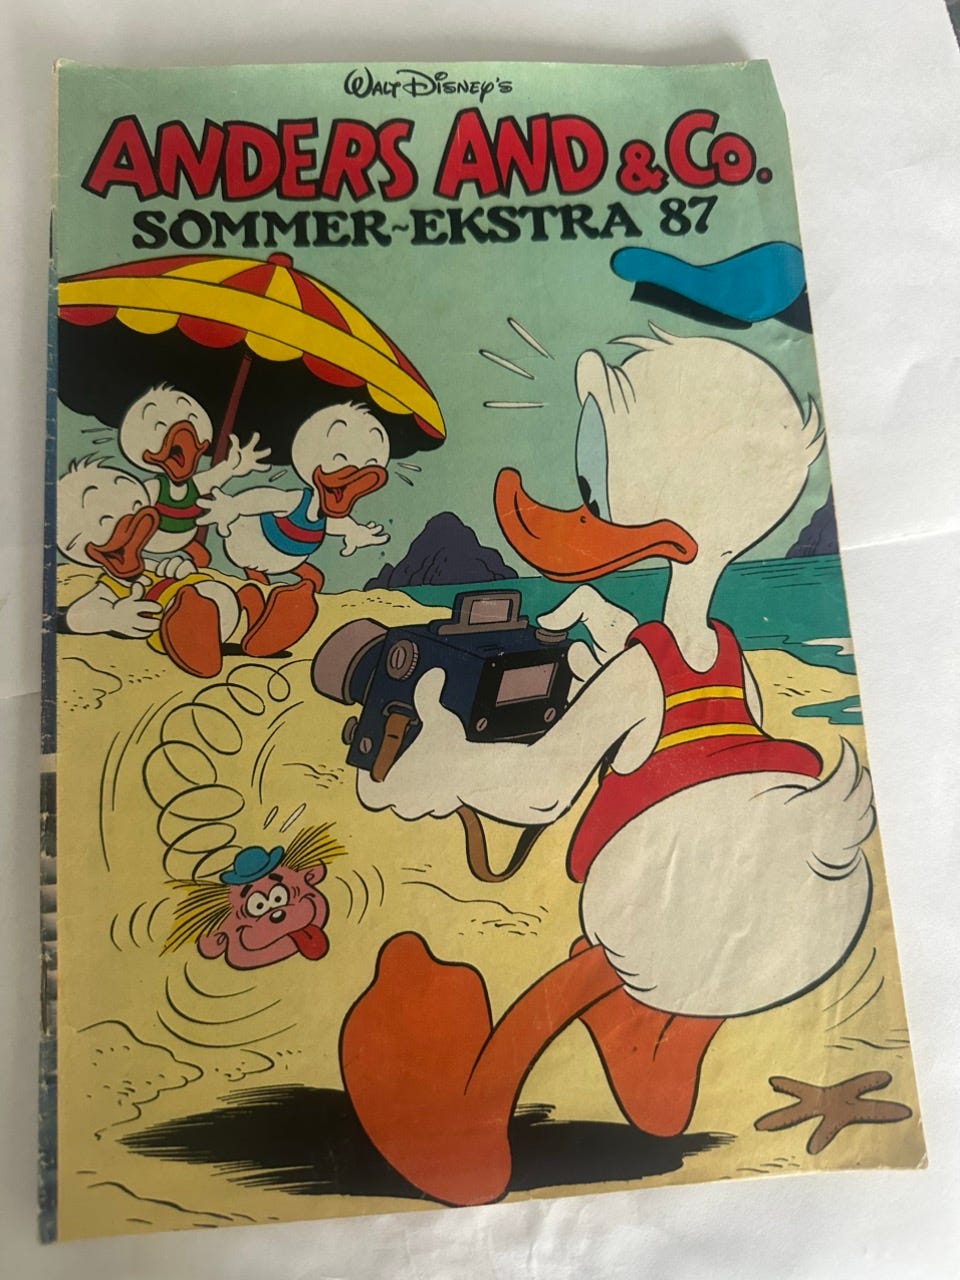 WALT DISNEY'S
ANDERS AND & CO.
SOMMER-EKSTRA 87